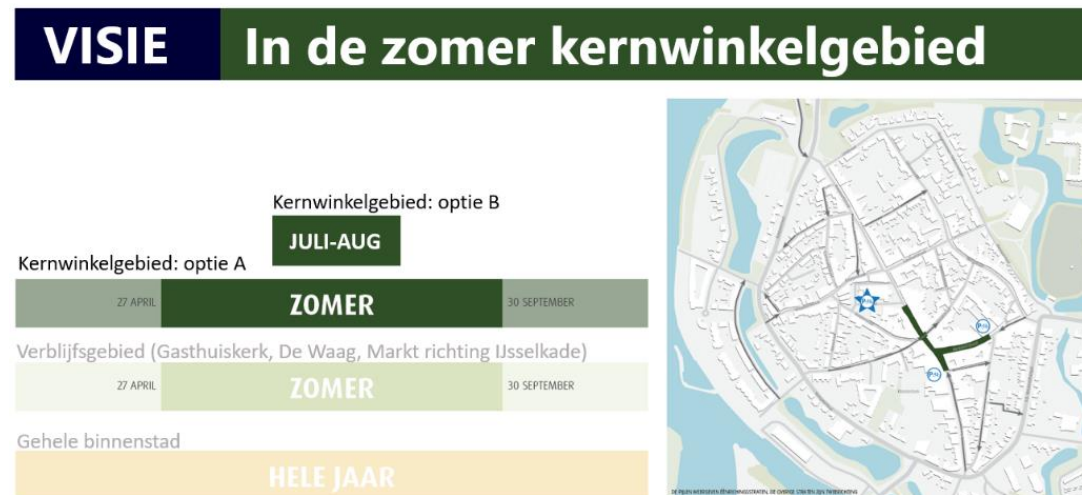 VISIE
In de zomer kernwinkelgebied
Kernwinkelgebied: optie B
JULI-AUG
Kernwinkelgebied: optie A
27 APRIL
ZOMER
30 SEPTEMBER
Verblijfsgebied (Gasthuiskerk, De Waag, Markt richting IJsselkade)
27 APRIL
ZOMER
30 SEPTEMBER
Gehele binnenstad
HELE JAAR